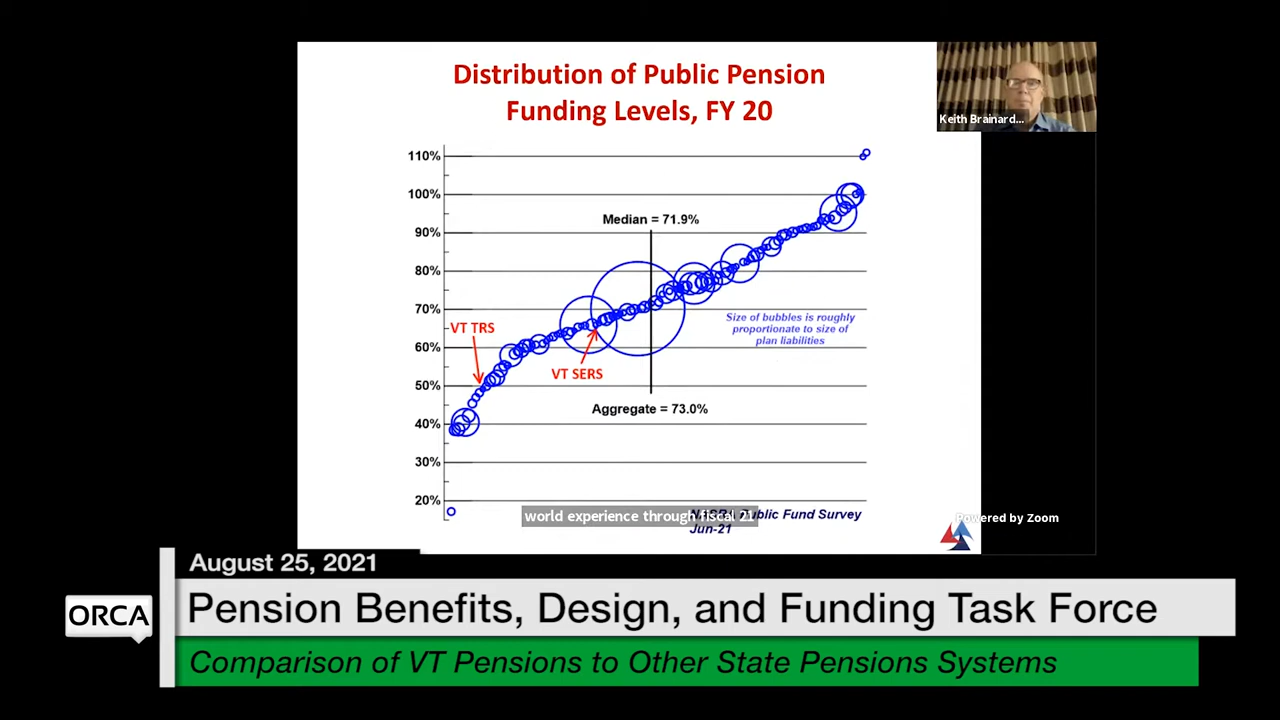 Distribution of Public Pension
Funding Levels, FY 20
Keith Brainard...
110%
100%
90%
80%
70%
60%
50%
40%
30%
20%
Median = 71.9%
VT TRS
VT SERS
Size of bubbles is roughly
proportionate to size of
plan liabilities
Aggregate = 73.0%
world experience through fiscal 21
Public Fund Survey
Jun-21
Powered by Zoom
August 25, 2021
ORCA
Pension Benefits, Design, and Funding Task Force
Comparison of VT Pensions to Other State Pensions Systems